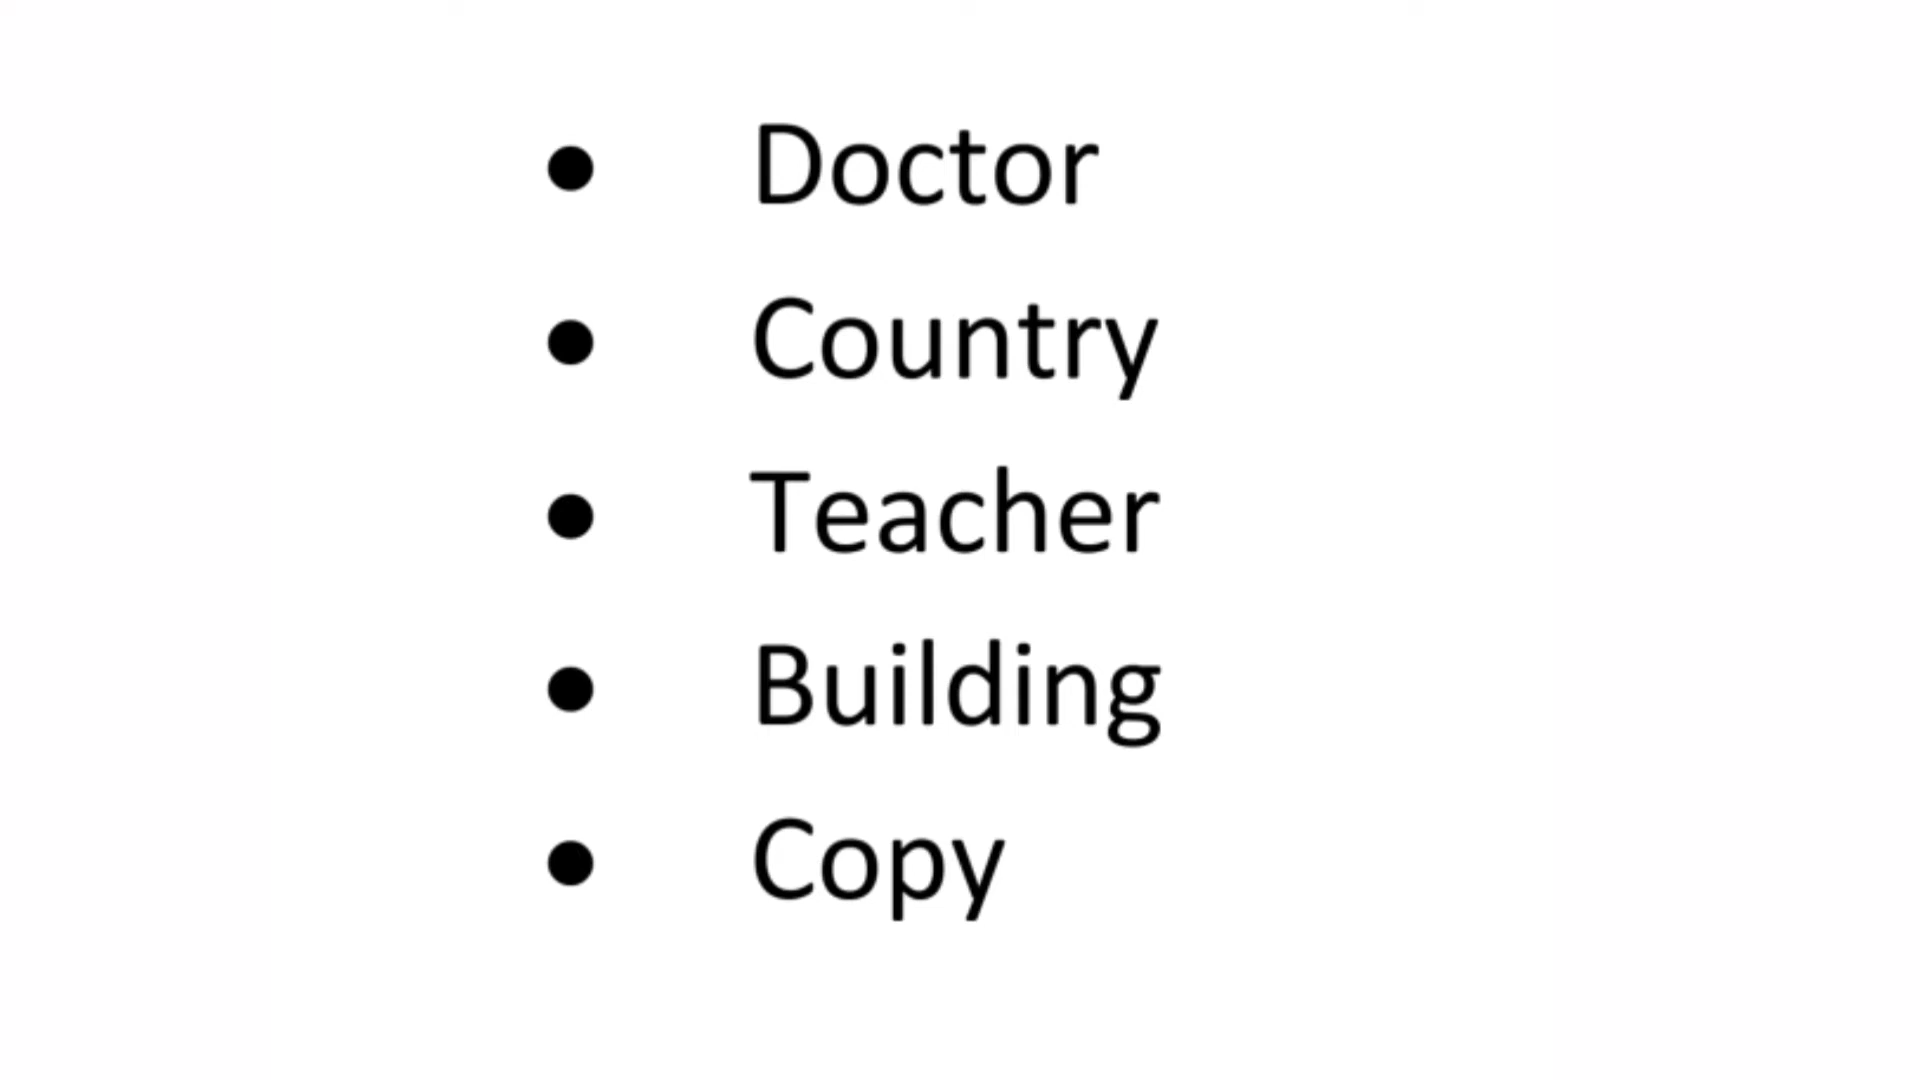 • Doctor
• Country
• Teacher
• Building
• Copy